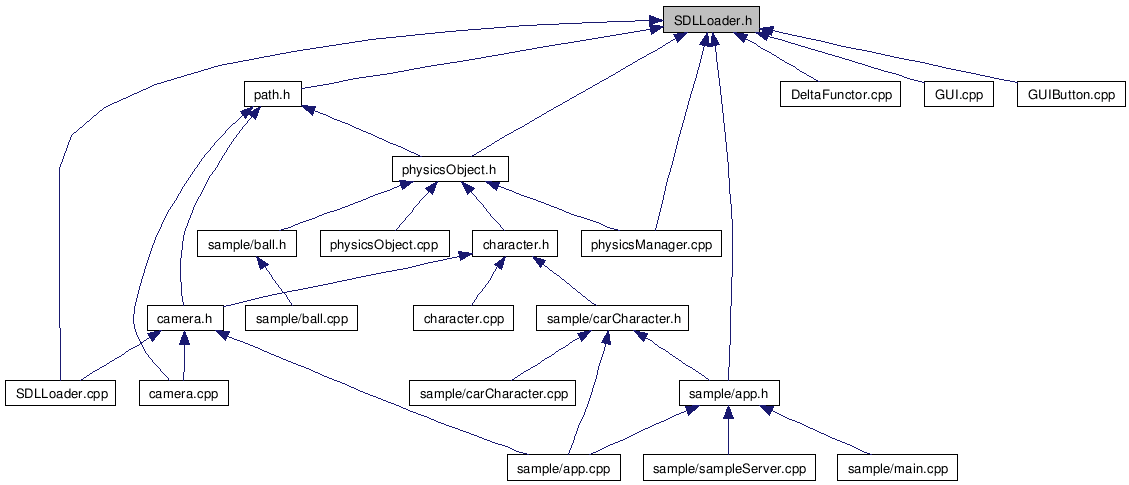 SDLLoader.h
path.h
DeltaFunctor.cpp
GUI.cpp
GUIButton.cpp
physicsObject.h
sample/ball.h
physicsObject.cpp
character.h
physicsManager.cpp
camera.h
sample/ball.cpp
character.cpp
sample/carCharacter.h
SDLLoader.cpp
camera.cpp
sample/carCharacter.cpp
sample/app.h
sample/app.cpp
sample/sampleServer.cpp
sample/main.cpp